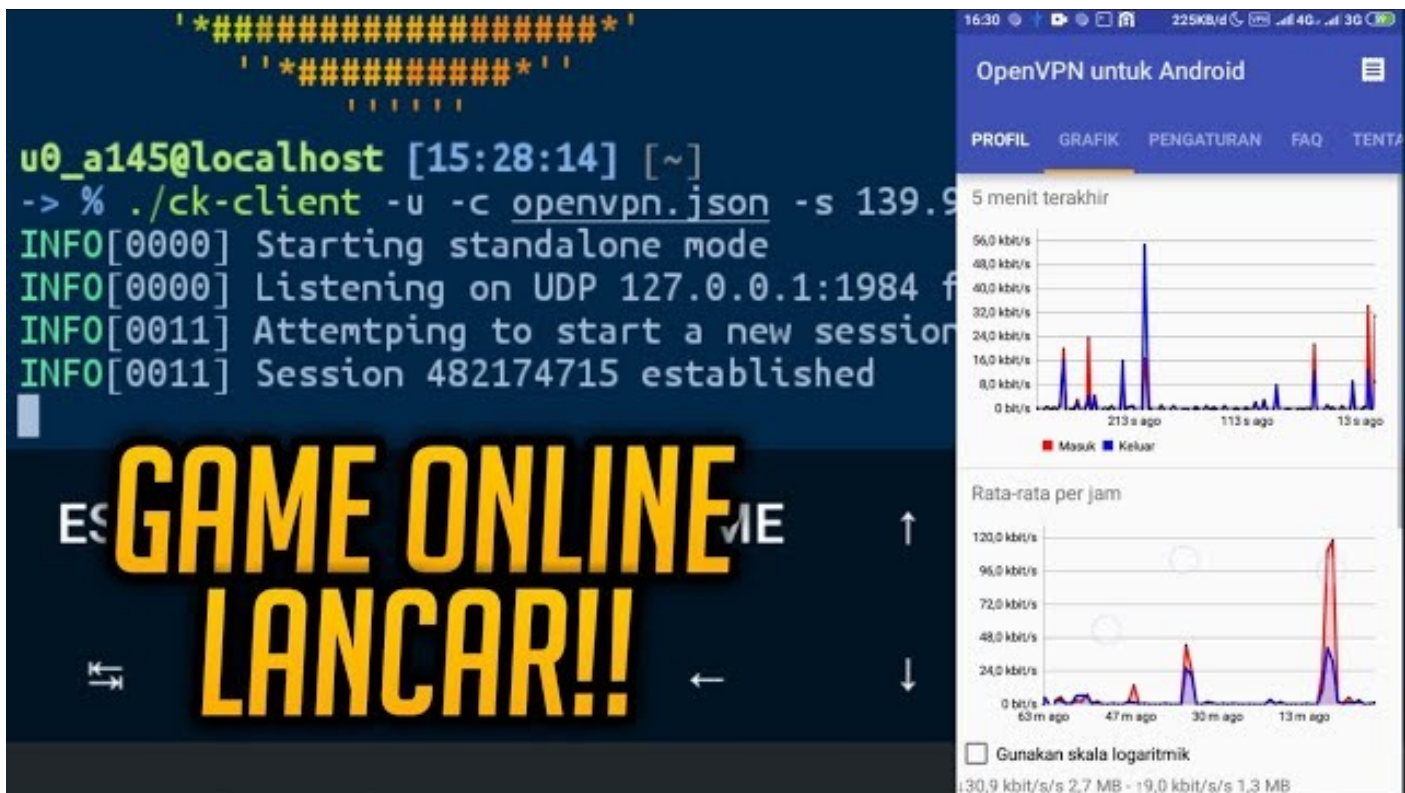 '*##################*'
''*###########*''
''''''
u0_a145@localhost [15:28:14] [~]
-> % ./ck-client -u -c openvpn.json -s 139.9
INFO[0000] Starting standalone mode
INFO[0000] Listening on UDP 127.0.0.1:1984 f
INFO[0011] Attemtping to start a new session
INFO[0011] Session 482174715 established
GAME ONLINE
LANCAR!!
↑
← ↓
16:30 225KB/d VPN 4G 3G 99
OpenVPN untuk Android
PROFIL GRAFIK PENGATURAN FAQ TENTA
5 menit terakhir
56,0 kbit/s
48,0 kbit/s
40,0 kbit/s
32,0 kbit/s
24,0 kbit/s
16,0 kbit/s
8,0 kbit/s
0 bit/s
213 s ago 113 s ago 13 s ago
Masuk Keluar
Rata-rata per jam
120,0 kbit/s
96,0 kbit/s
72,0 kbit/s
48,0 kbit/s
24,0 kbit/s
0 bit/s
63 m ago 47 m ago 30 m ago 13 m ago
Gunakan skala logaritmik
↓30,9 kbit/s/s 2,7 MB - ↑9,0 kbit/s/s 1,3 MB